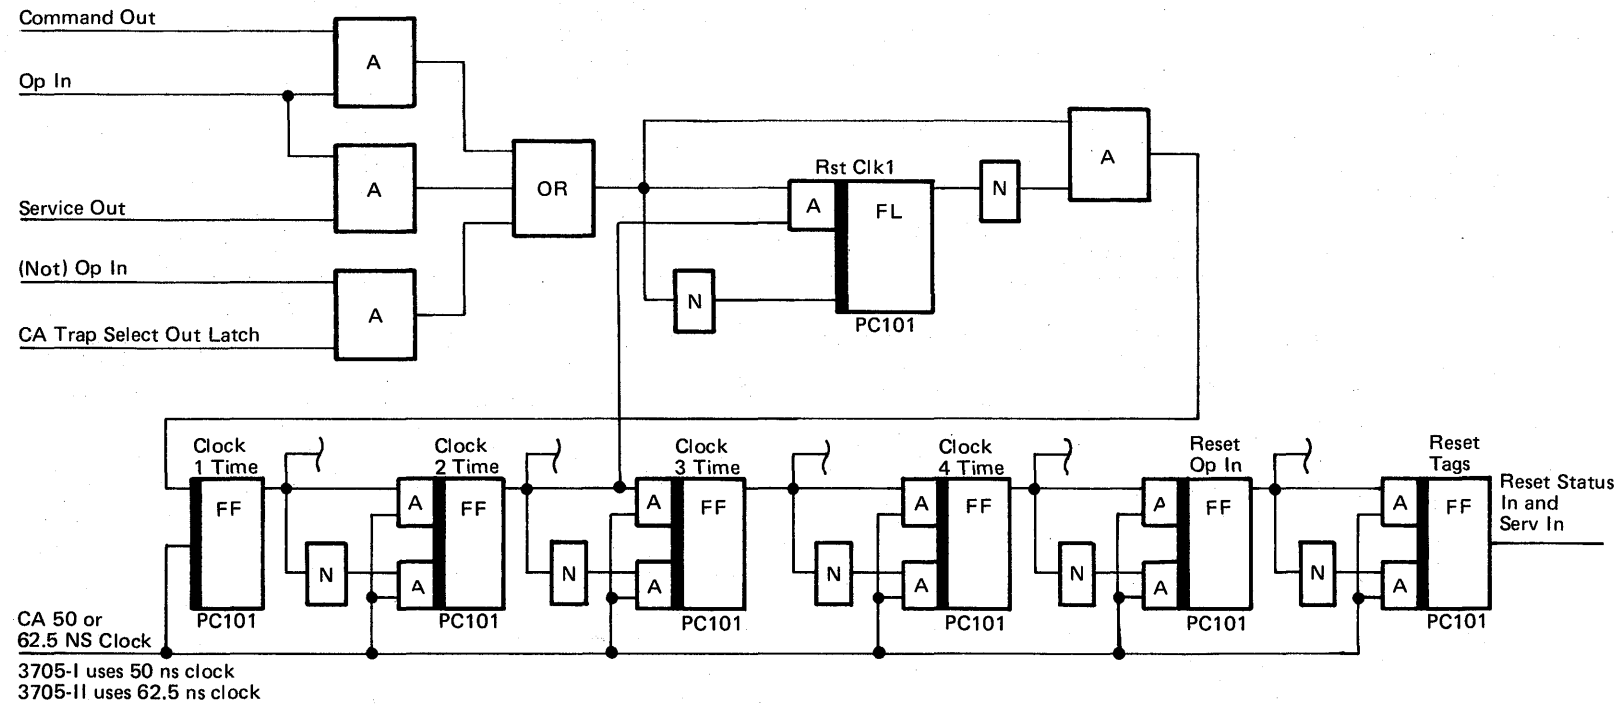 Command Out
A
Op In
A
Service Out
OR
(Not) Op In
A
CA Trap Select Out Latch
Rst Clk1
A
FL
N
PC101
N
A
Clock
1 Time
FF
PC101
N
Clock
2 Time
A
FF
A
PC101
N
Clock
3 Time
A
FF
A
PC101
N
Clock
4 Time
A
FF
A
PC101
N
Reset
Op In
A
FF
A
PC101
N
Reset
Tags
A
FF
A
PC101
Reset Status
In and
Serv In
CA 50 or
62.5 NS Clock
3705-I uses 50 ns clock
3705-II uses 62.5 ns clock